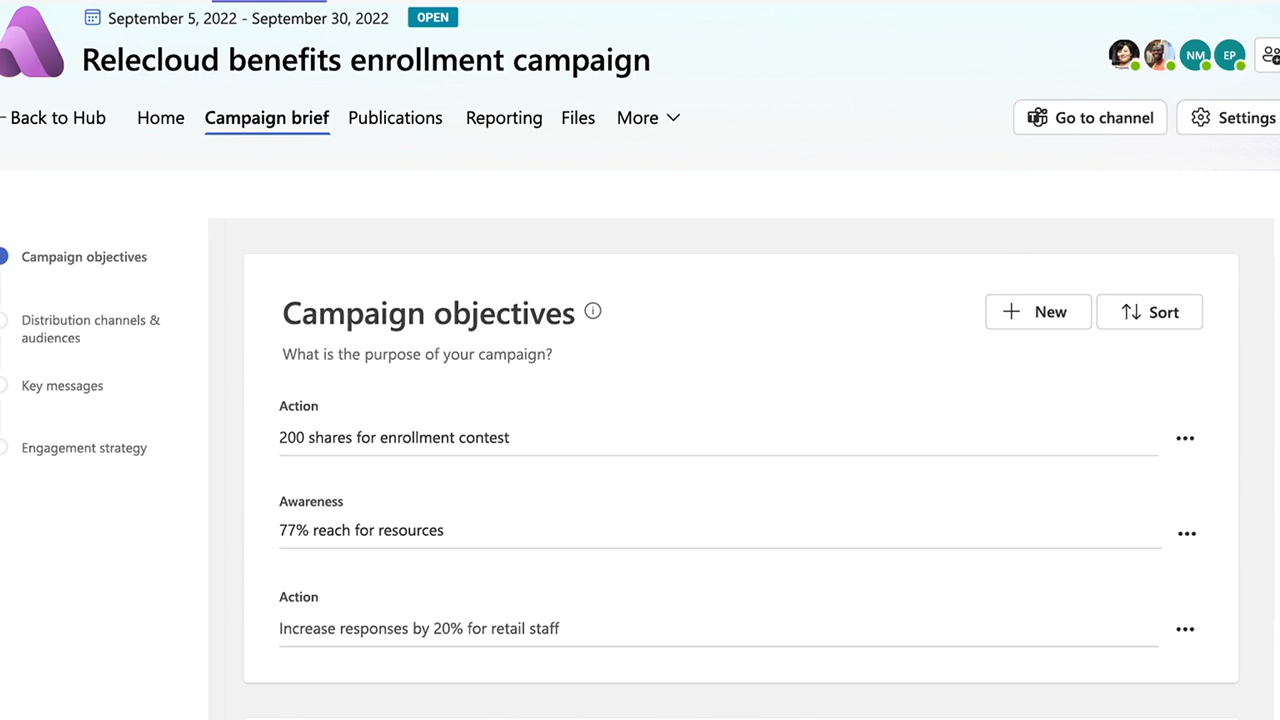 September 5, 2022 - September 30, 2022 OPEN
Relecloud benefits enrollment campaign
NM EP
Back to Hub Home Campaign brief Publications Reporting Files More Go to channel Settings
Campaign objectives
Distribution channels &
audiences
Key messages
Engagement strategy
Campaign objectives
New Sort
What is the purpose of your campaign?
Action
200 shares for enrollment contest
Awareness
77% reach for resources
Action
Increase responses by 20% for retail staff